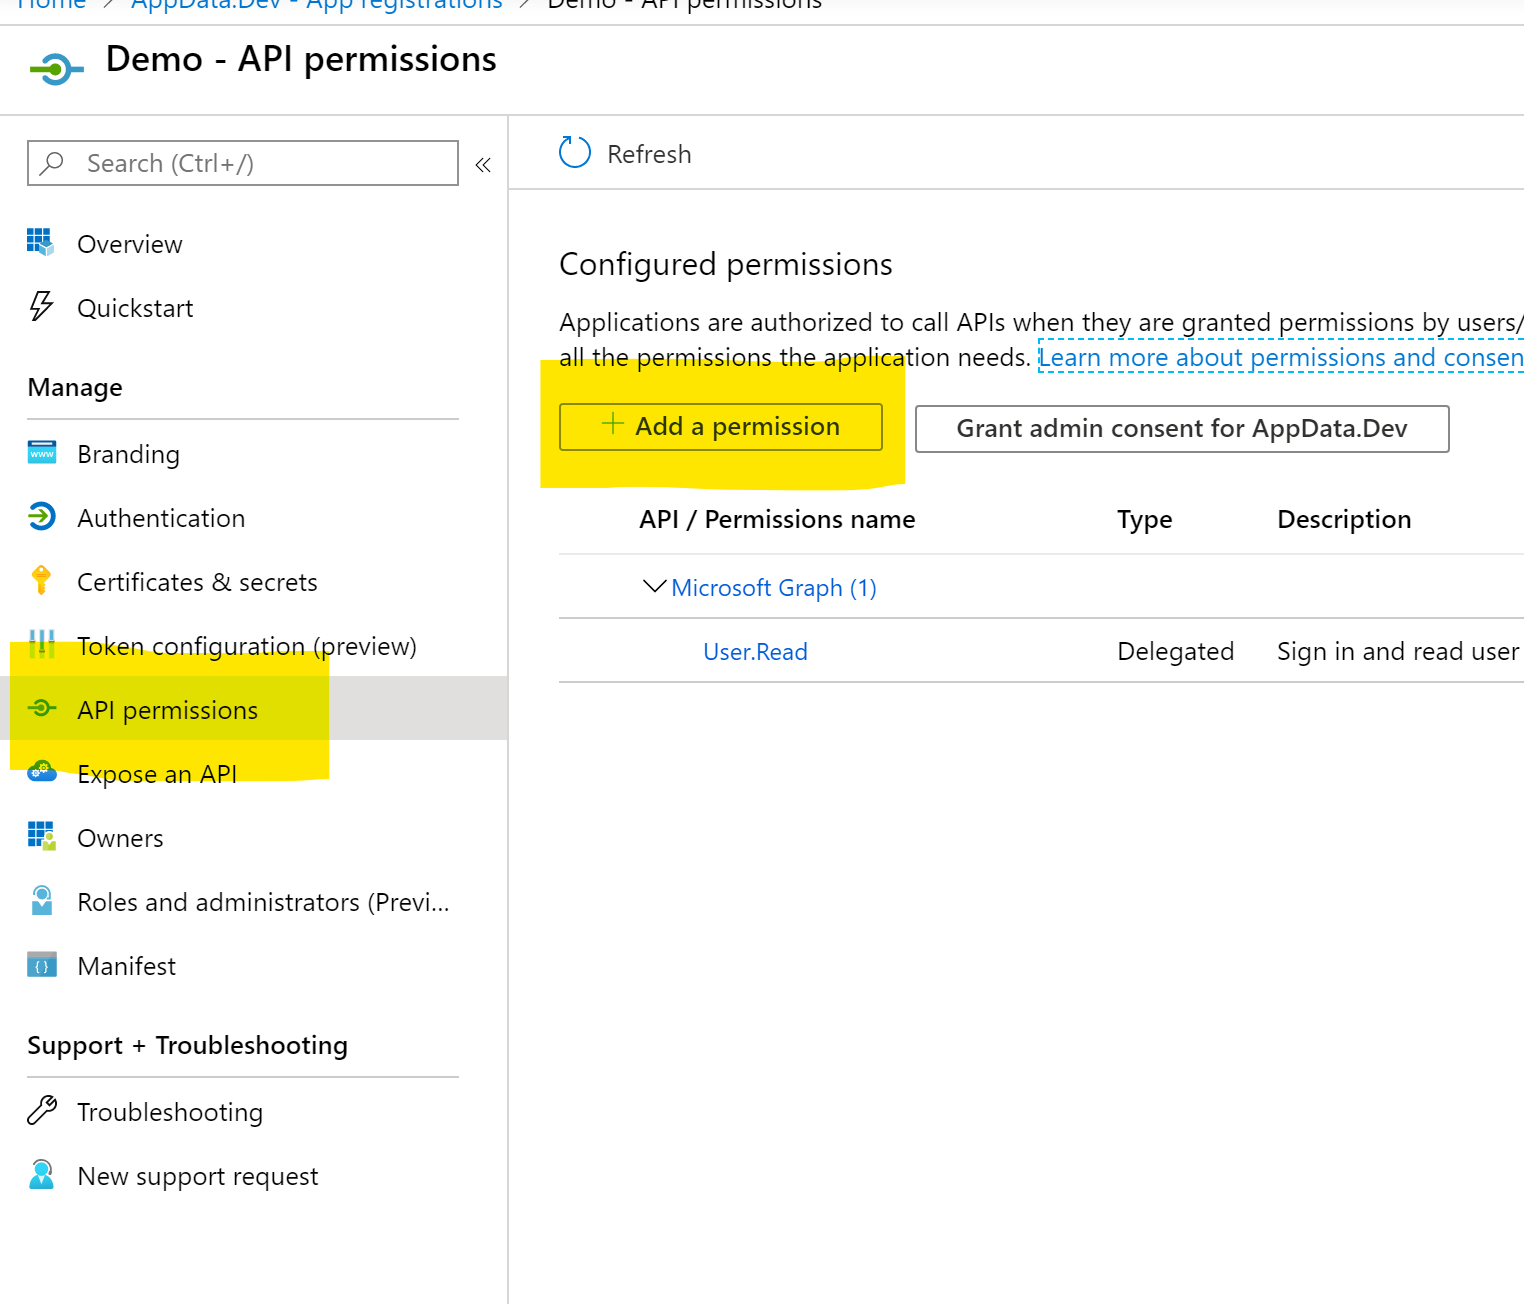 Home > AppData.Dev - App registrations > Demo - API permissions
Demo - API permissions
Search (Ctrl+/)
«
Refresh
Overview
Quickstart
Configured permissions
Applications are authorized to call APIs when they are granted permissions by users/
all the permissions the application needs. Learn more about permissions and consen
Manage
+ Add a permission
Grant admin consent for AppData.Dev
Branding
Authentication
Certificates & secrets
Token configuration (preview)
API permissions
Expose an API
Owners
Roles and administrators (Previ...
Manifest
API / Permissions name Type Description
Microsoft Graph (1)
User.Read Delegated Sign in and read user
Support + Troubleshooting
Troubleshooting
New support request